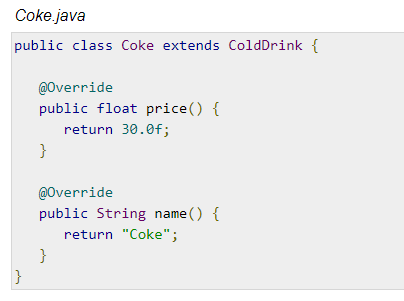 Coke.java
public class Coke extends ColdDrink {
@Override
public float price() {
return 30.0f;
}
@Override
public String name() {
return "Coke";
}
}